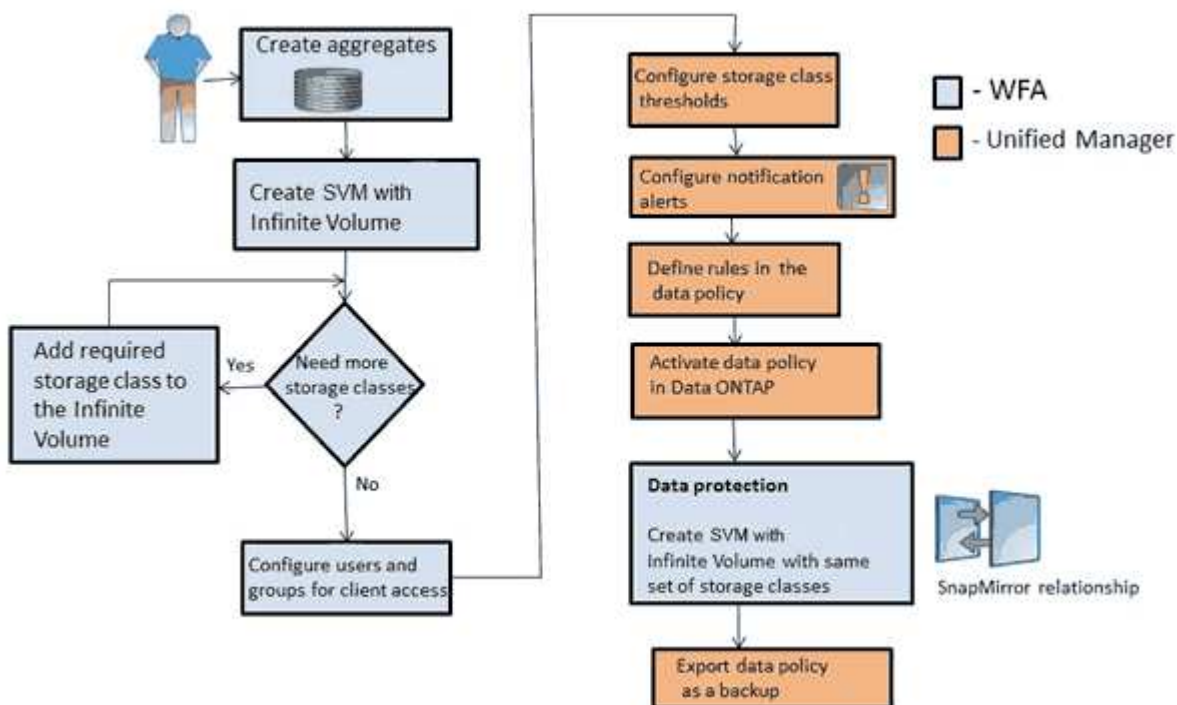 Create aggregates
Create SVM with
Infinite Volume
Add required
storage class to
the Infinite
Volume
Yes
Need more
storage classes
?
No
Configure users and
groups for client access
Configure storage class
thresholds
Configure notification
alerts
Define rules in the
data policy
Activate data policy
in Data ONTAP
Data protection
Create SVM with
Infinite Volume with same
set of storage classes
SnapMirror relationship
Export data policy
as a backup
- WFA
- Unified Manager